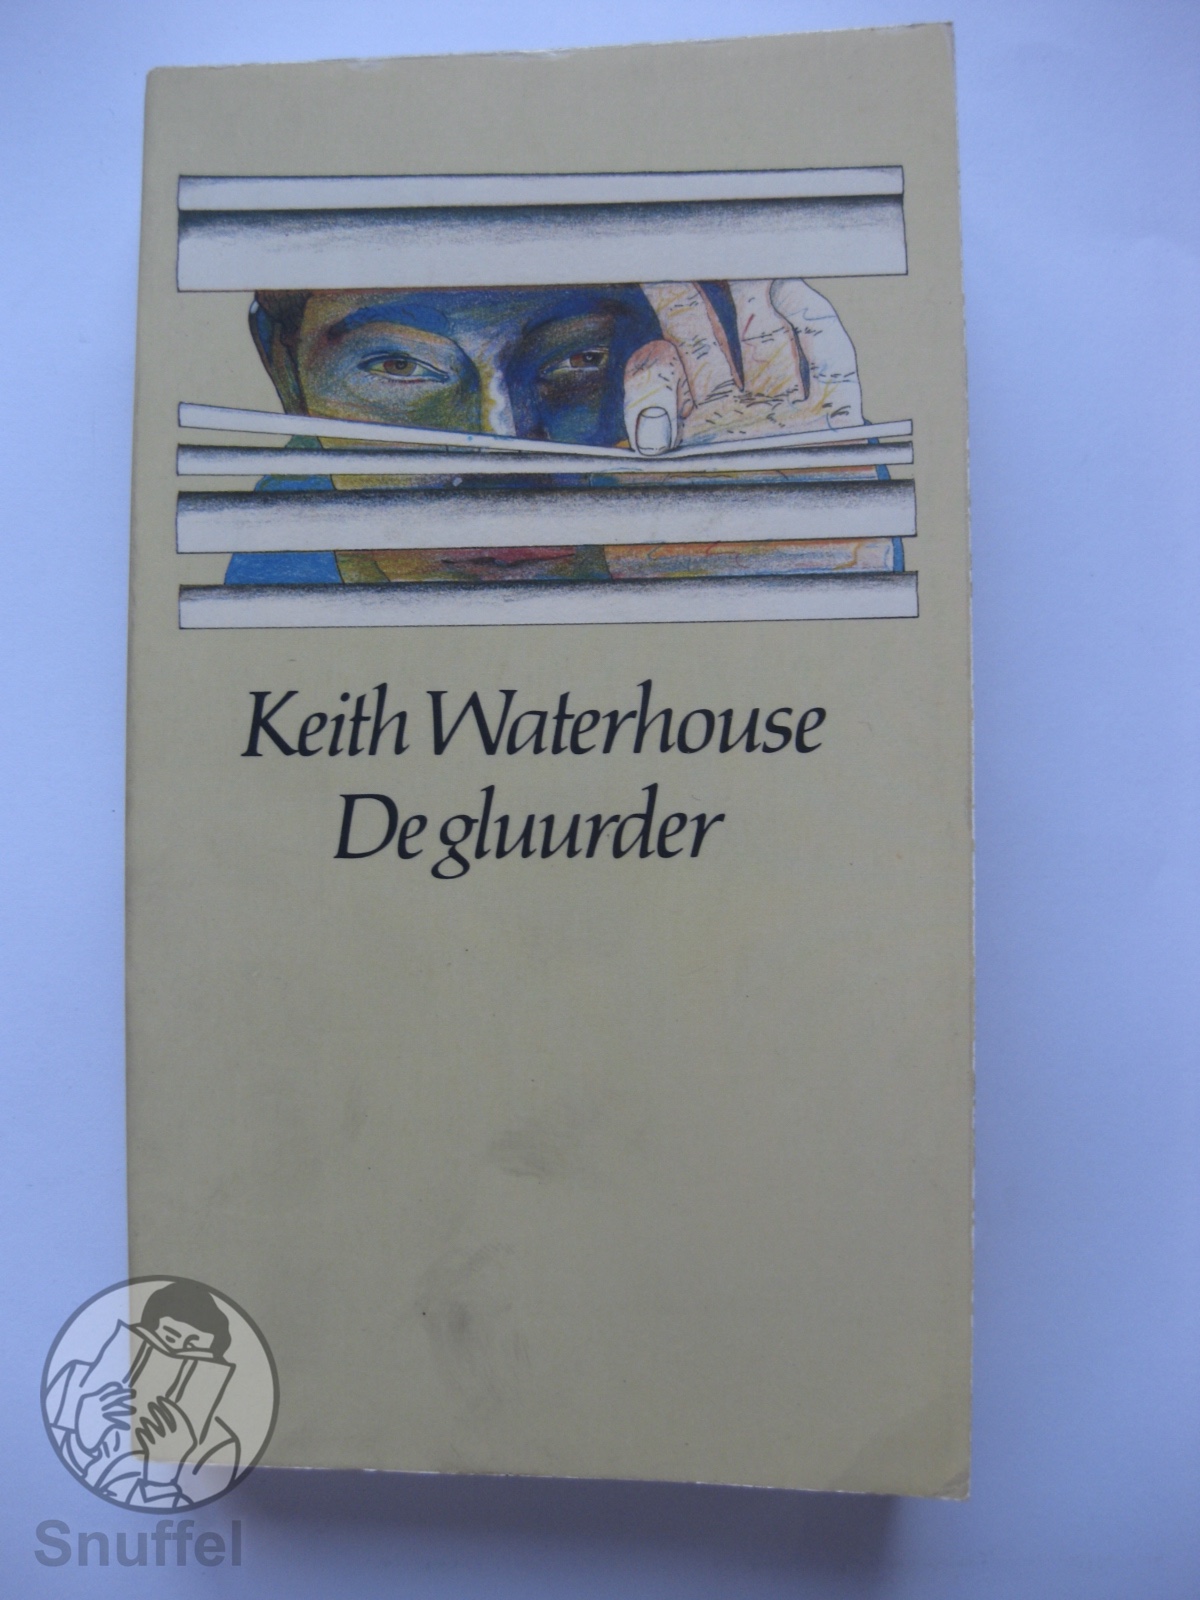 Keith Waterhouse
De gluurder
Snuffel